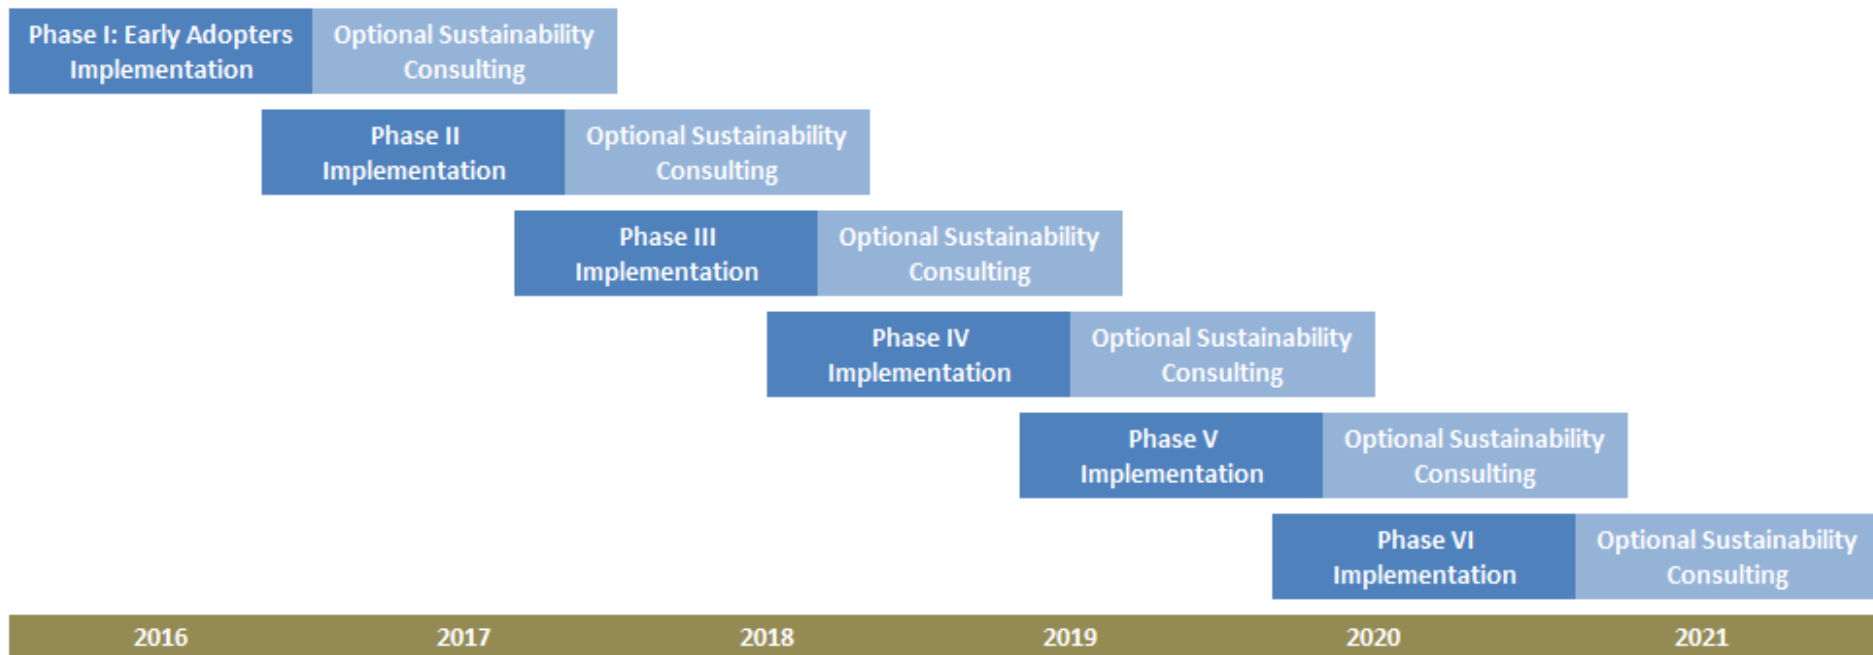 Phase I: Early Adopters
Implementation
Optional Sustainability
Consulting
Phase II
Implementation
Optional Sustainability
Consulting
Phase III
Implementation
Optional Sustainability
Consulting
Phase IV
Implementation
Optional Sustainability
Consulting
Phase V
Implementation
Optional Sustainability
Consulting
Phase VI
Implementation
Optional Sustainability
Consulting
2016 2017 2018 2019 2020 2021